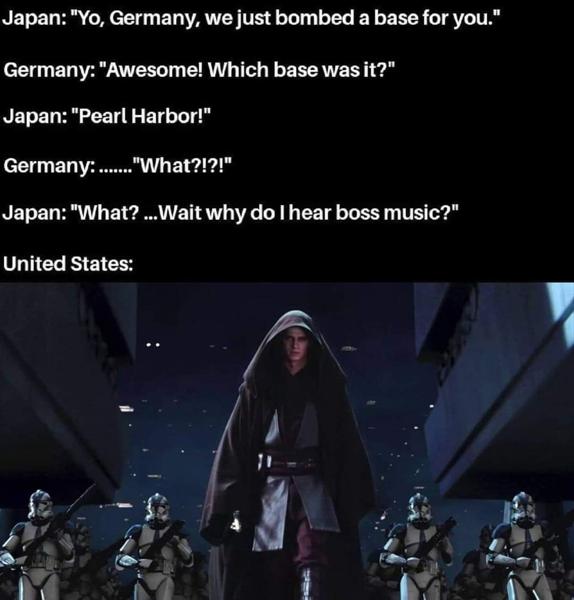 Japan: "Yo, Germany, we just bombed a base for you."
Germany: "Awesome! Which base was it?"
Japan: "Pearl Harbor!"
Germany: ......."What?!?!"
Japan: "What? ...Wait why do I hear boss music?"
United States: